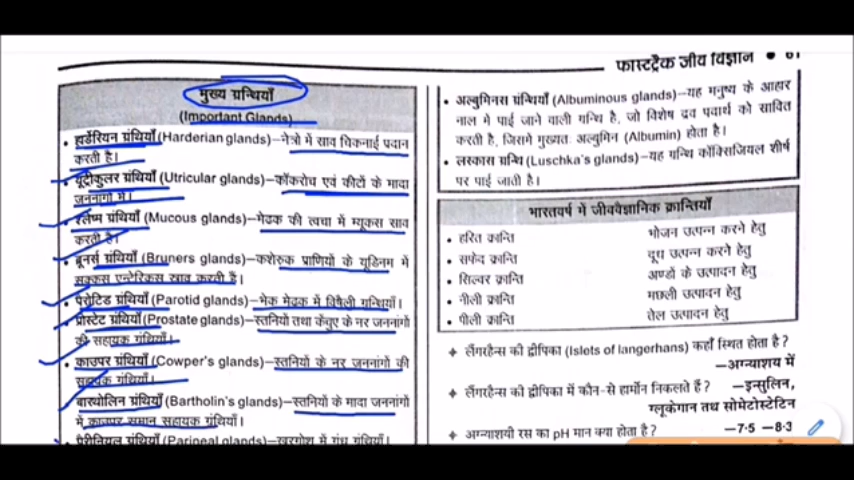 फास्टट्रैक जीव विज्ञान ● 61
मुख्य ग्रन्थियाँ
(Important Glands)
• हार्डेरियन ग्रंथियाँ (Harderian glands)—नेत्रों में स्राव चिकनाई प्रदान
करती है।
• यूट्रीकुलर ग्रंथियाँ (Utricular glands)—कॉकरोच एवं कीटों के मादा
जननांगों में।
• श्लेष्म ग्रंथियाँ (Mucous glands)—मेढक की त्वचा में म्यूकस स्राव
करती है।
• ब्रूनर्स ग्रंथियाँ (Bruners glands)—कशेरुक प्राणियों के यूडिनम में
सक्कस एन्टेरिकस स्राव करती हैं।
• पैरोटिड ग्रंथियाँ (Parotid glands)—भेक मेढक में विषैली ग्रन्थियाँ।
• प्रोस्टेट ग्रंथियाँ (Prostate glands)—स्तनियों तथा केंचुए के नर जननांगों
की सहायक ग्रंथियाँ।
• काउपर ग्रंथियाँ (Cowper's glands)—स्तनियों के नर जननांगों की
सहायक ग्रंथियाँ।
• बारथोलिन ग्रंथियाँ (Bartholin's glands)—स्तनियों के मादा जननांगों
में काउपर समान सहायक ग्रंथियाँ।
• पैरीनियल ग्रंथियाँ (Parineal glands)—खरगोश में गंध ग्रंथियाँ।
• अल्बुमिनस ग्रंथियाँ (Albuminous glands)—यह मनुष्य के आहार
नाल में पाई जाने वाली ग्रन्थि है, जो विशेष द्रव पदार्थ को स्रावित
करती है, जिसमें मुख्यतः अल्बुमिन (Albumin) होता है।
• लस्कास ग्रन्थि (Luschka's glands)—यह ग्रन्थि कॉक्सिजियल शीर्ष
पर पाई जाती है।
भारतवर्ष में जीववैज्ञानिक क्रान्तियाँ
• हरित क्रान्ति भोजन उत्पन्न करने हेतु
• सफेद क्रान्ति दूध उत्पन्न करने हेतु
• सिल्वर क्रान्ति अण्डों के उत्पादन हेतु
• नीली क्रान्ति मछली उत्पादन हेतु
• पीली क्रान्ति तेल उत्पादन हेतु
✦ लैंगरहैन्स की द्वीपिका (Islets of langerhans) कहाँ स्थित होता है?
—अग्न्याशय में
✦ लैंगरहैन्स की द्वीपिका में कौन-से हार्मोन निकलते हैं? —इन्सुलिन,
ग्लूकेगान तथ सोमेटोस्टेटिन
✦ अग्न्याशयी रस का pH मान क्या होता है? —7·5 —8·3